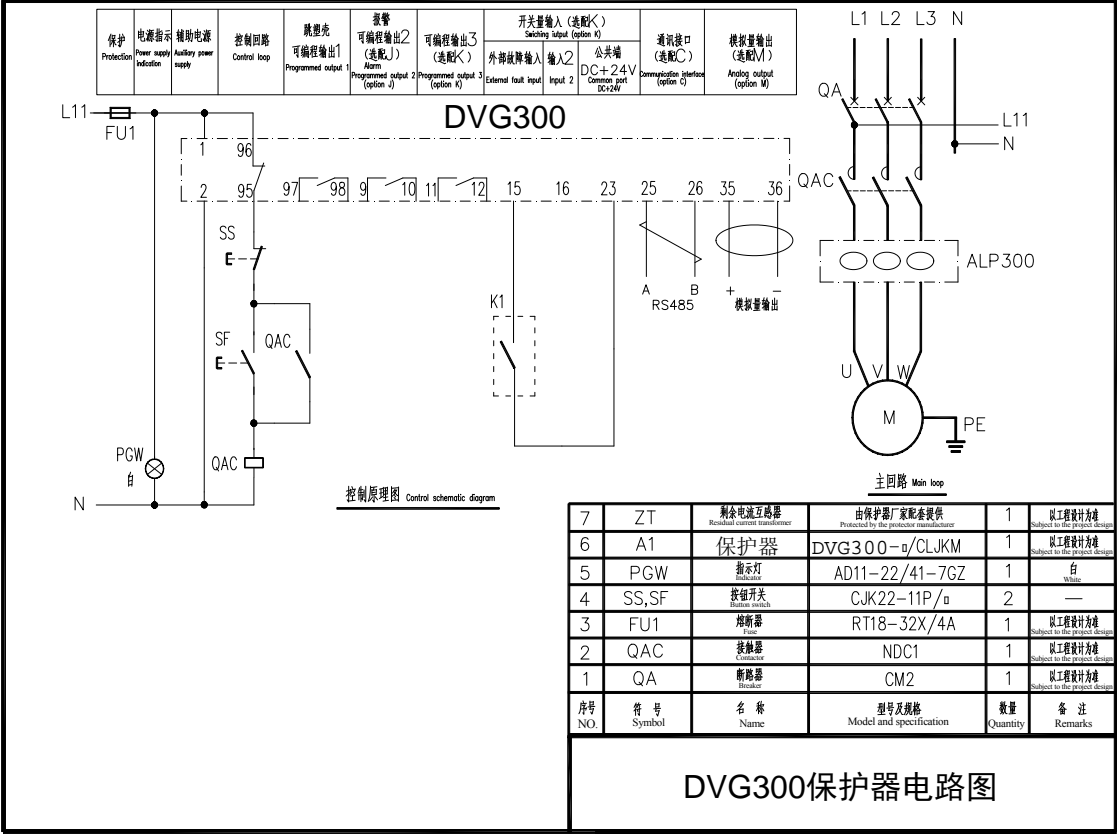 保护
Protection
电源指示
Power supply
indication
辅助电源
Auxiliary power
supply
控制回路
Control loop
跳塑壳
可编程输出1
Programmed output 1
报警
可编程输出2
(选配J)
Alarm
Programmed output 2
(option J)
可编程输出3
(选配K)
Programmed output 3
(option K)
开关量输入 (选配K)
Swiching iutput (option K)
外部故障输入
External fault input
输入2
Input 2
公共端
DC+24V
Common port
DC+24V
通讯接口
(选配C)
Communication interface
(option C)
模拟量输出
(选配M)
Analog output
(option M)
DVG300
L11
FU1
1 96
2 95 97 98 9 10 11 12 15 16 23 25 26 35 36
SS
SF QAC
PGW
白
QAC
N
K1
A B
RS485
+ −
模拟量输出
控制原理图 Control schematic diagram
L1 L2 L3 N
QA
L11
N
QAC
ALP300
U V W
M
PE
主回路 Main loop
7 ZT 剩余电流互感器 由保护器厂家配套提供 1 以工程设计为准
Residual current transformer Protected by the protector manufacturer Subject to the project design
6 A1 保护器 DVG300-□/CLJKM 1 以工程设计为准
Subject to the project design
5 PGW 指示灯 AD11-22/41-7GZ 1 白
Indicator White
4 SS,SF 按钮开关 CJK22-11P/□ 2 —
Button switch
3 FU1 熔断器 RT18-32X/4A 1 以工程设计为准
Fuse Subject to the project design
2 QAC 接触器 NDC1 1 以工程设计为准
Contactor Subject to the project design
1 QA 断路器 CM2 1 以工程设计为准
Breaker Subject to the project design
序号 符 号 名 称 型号及规格 数量 备 注
NO. Symbol Name Model and specification Quantity Remarks
DVG300保护器电路图